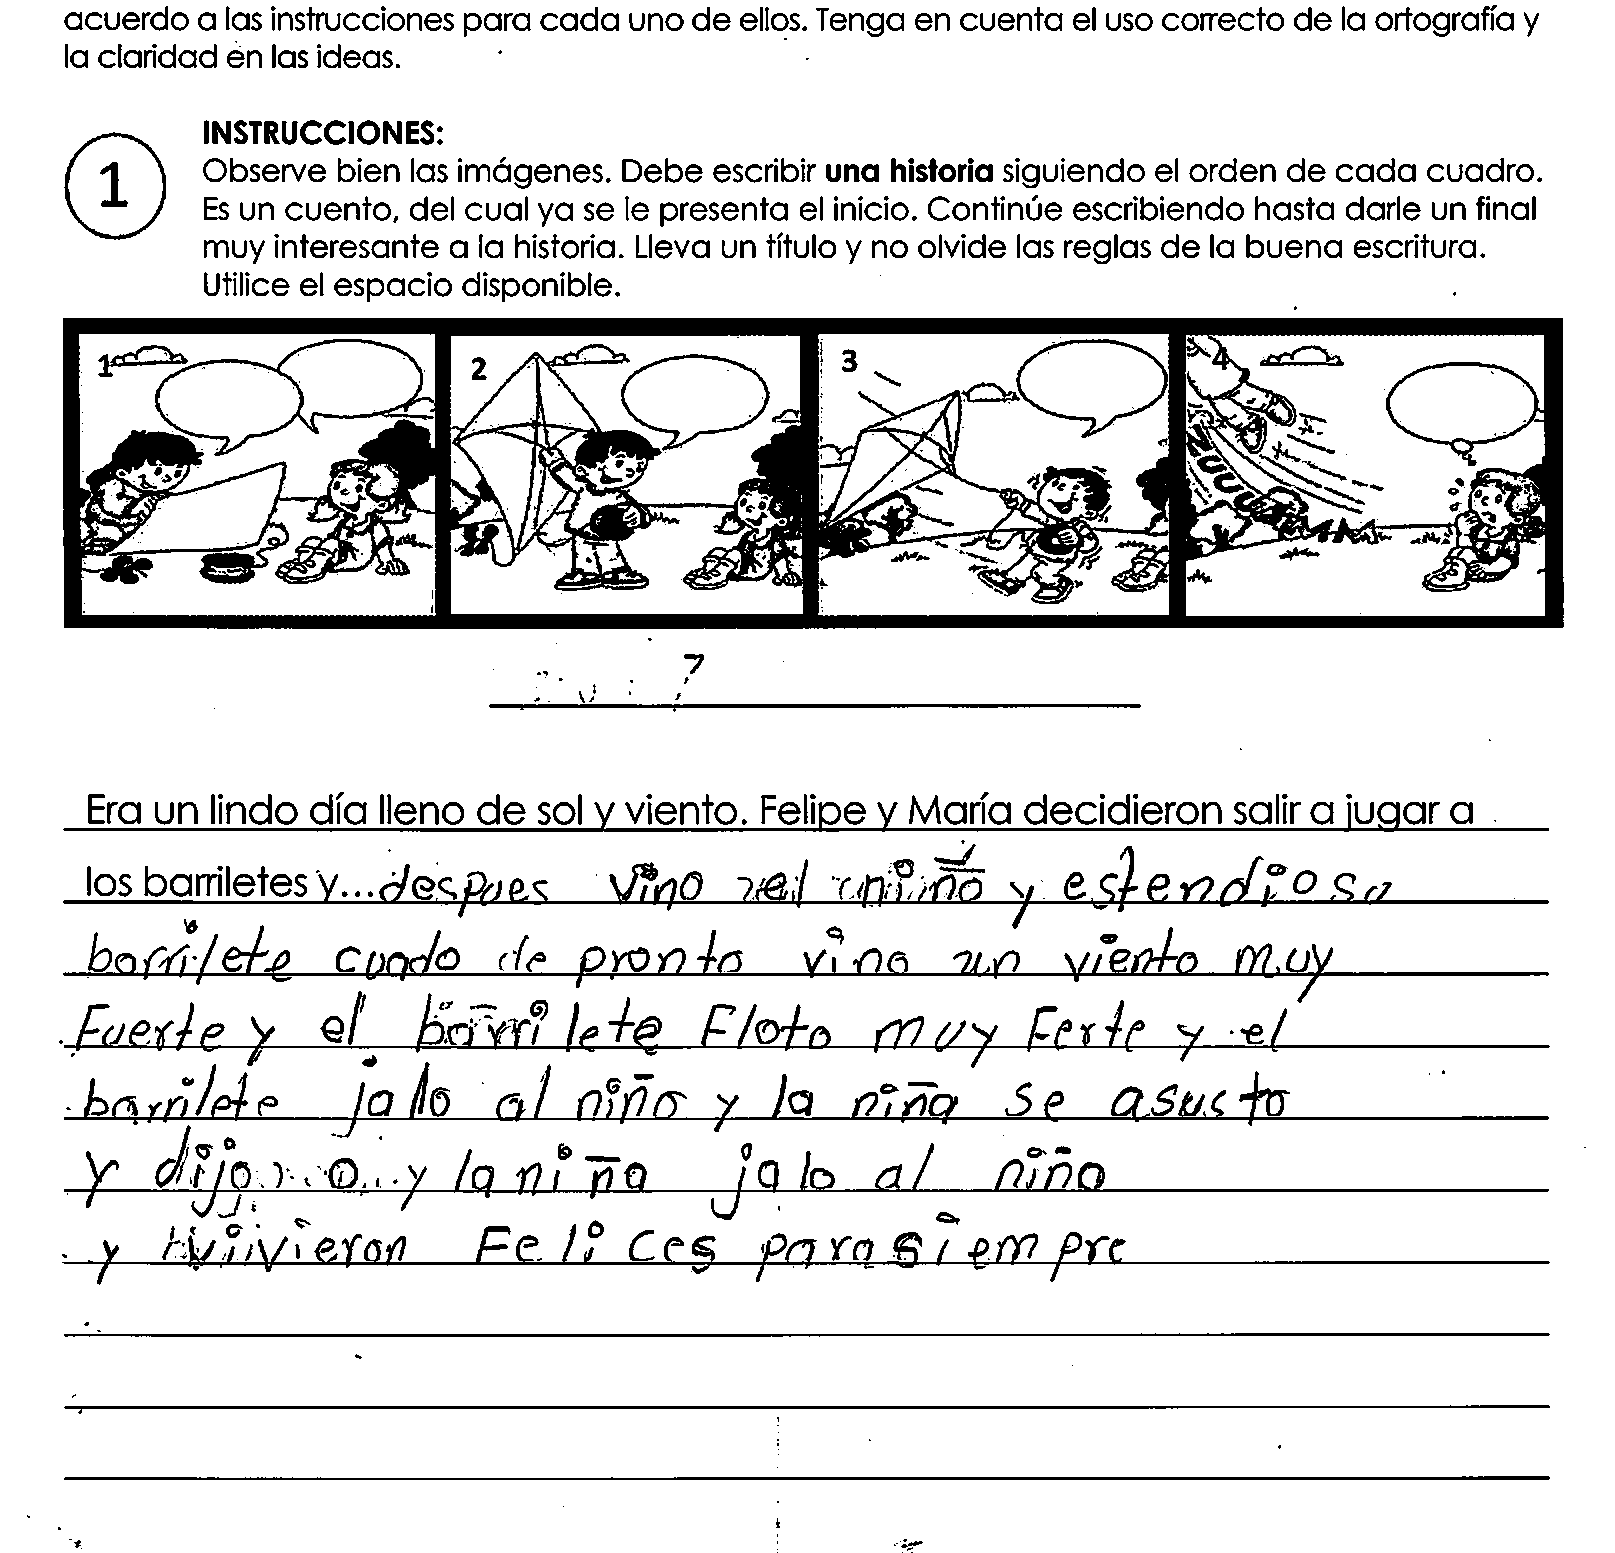 acuerdo a las instrucciones para cada uno de ellos. Tenga en cuenta el uso correcto de la ortografía y
la claridad en las ideas.
INSTRUCCIONES:
1
Observe bien las imágenes. Debe escribir una historia siguiendo el orden de cada cuadro.
Es un cuento, del cual ya se le presenta el inicio. Continúe escribiendo hasta darle un final
muy interesante a la historia. Lleva un título y no olvide las reglas de la buena escritura.
Utilice el espacio disponible.
1 2 3 4
ZUUUUM
Era un lindo día lleno de sol y viento. Felipe y María decidieron salir a jugar a
los barriletes y...despues vino el niño y estendio so
barrilete cuado de pronto vino un viento muy
Fuerte y el barrilete Floto muy Ferte y el
barrilete jalo al niño y la niña se asusto
y dijo y la niña jalo al niño
y vivieron Felices para siempre